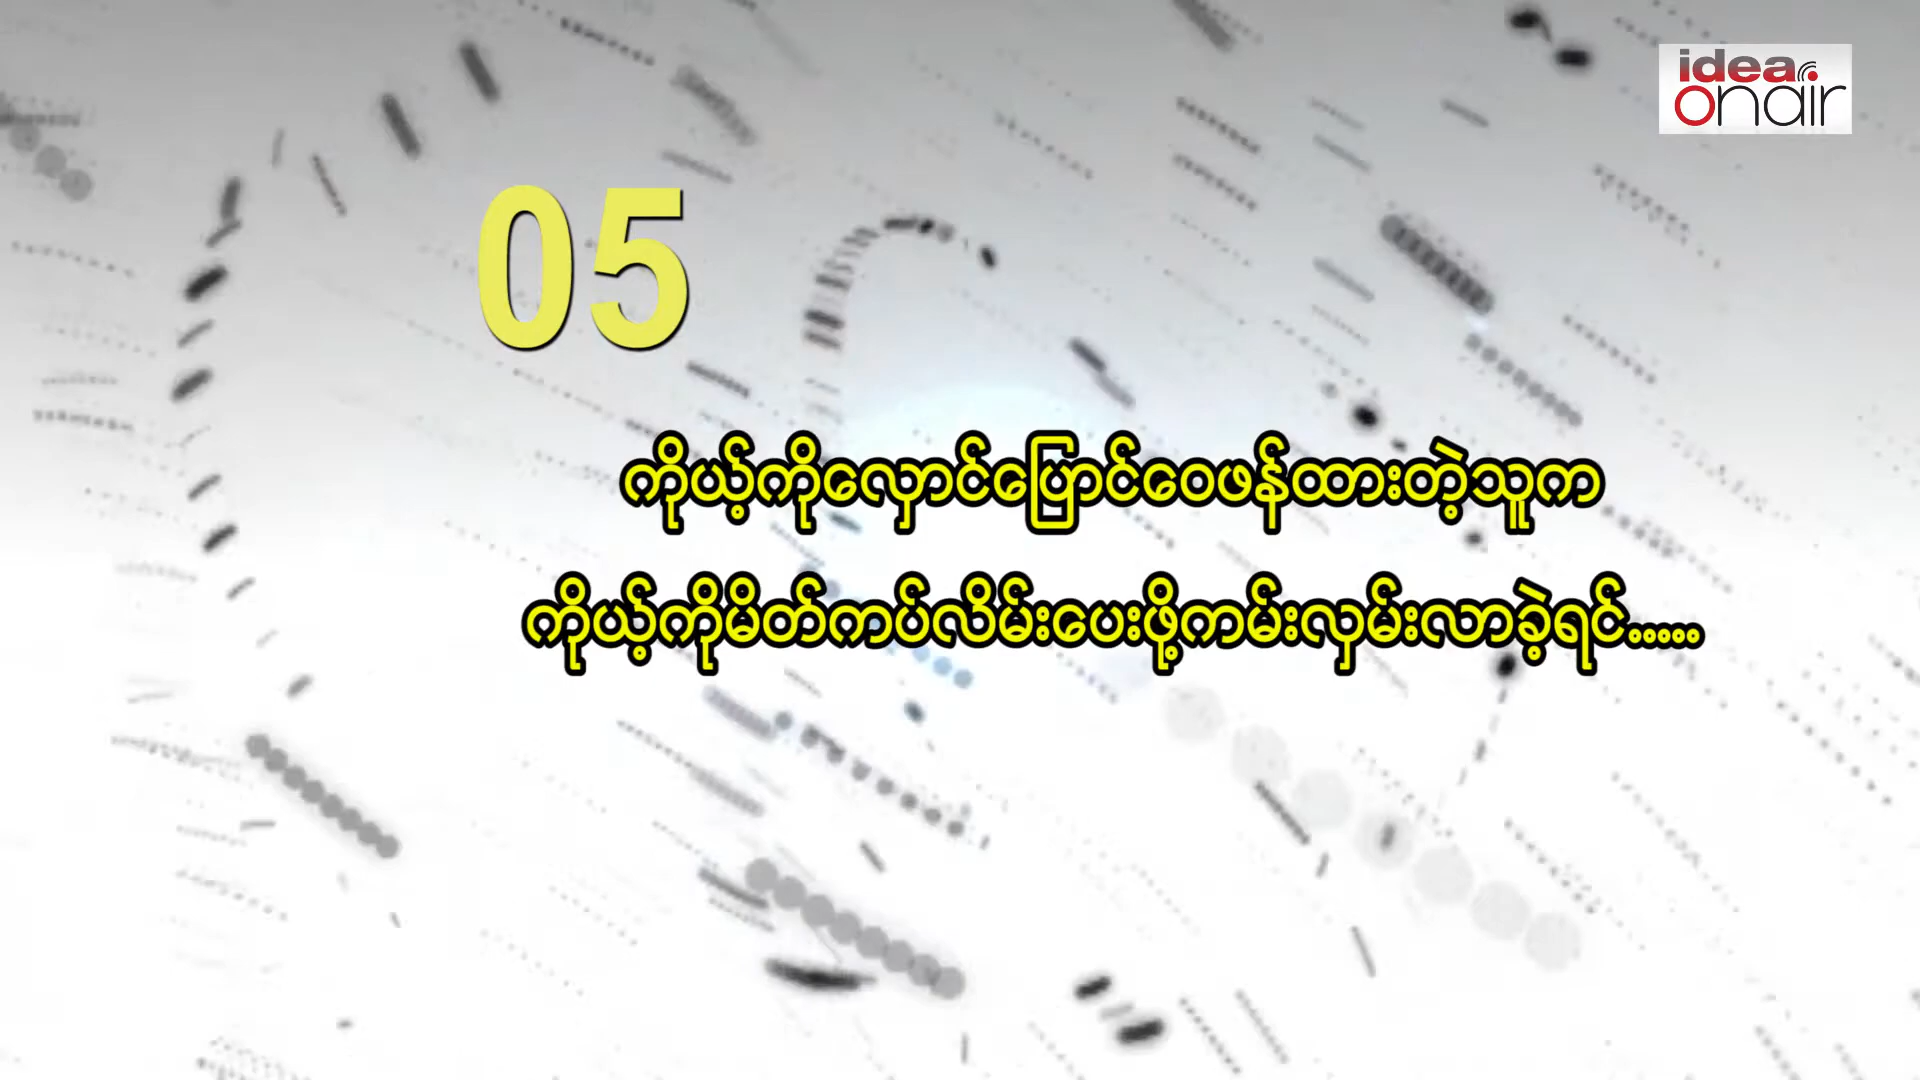 idea
onair
05
ကိုယ့်ကိုလှောင်ပြောင်ဝေဖန်ထားတဲ့သူက
ကိုယ့်ကိုမိတ်ကပ်လိမ်းပေးဖို့ကမ်းလှမ်းလာခဲ့ရင်.....